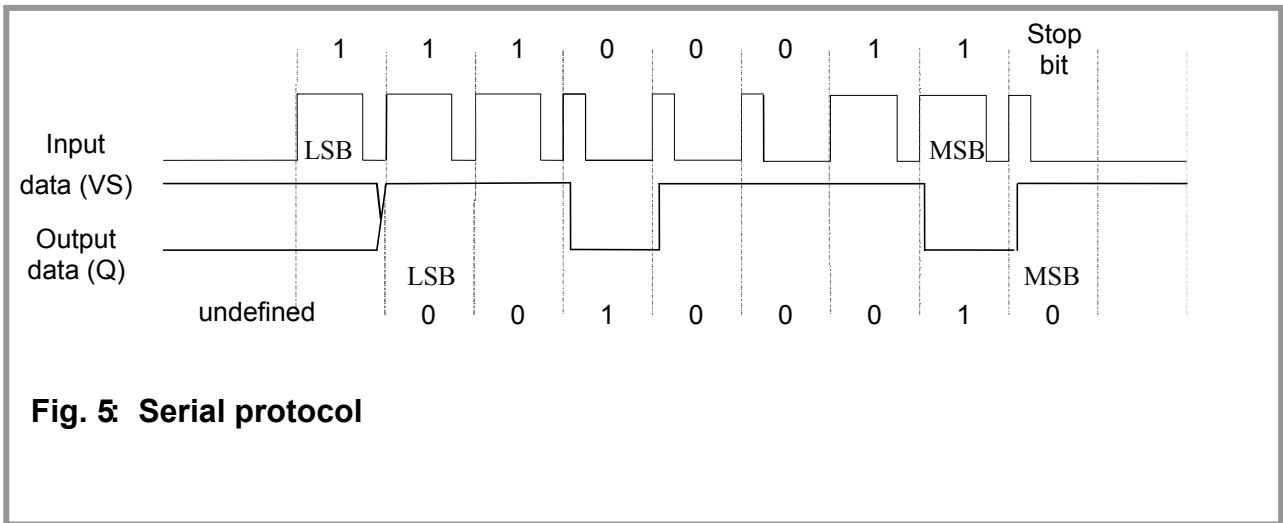 1 1 1 0 0 0 1 1 Stop
bit
Input
data (VS)
LSB MSB
Output
data (Q)
LSB MSB
undefined 0 0 1 0 0 0 1 0
Fig. 5: Serial protocol